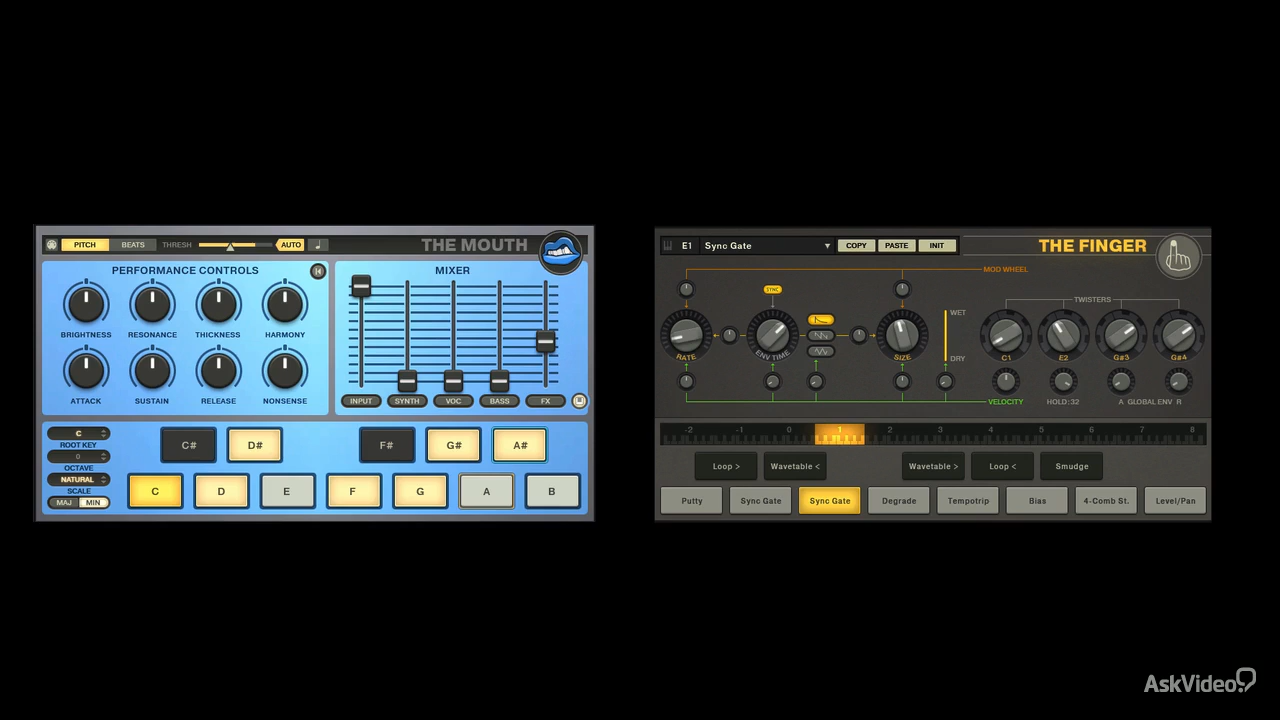 PITCH BEATS THRESH AUTO THE MOUTH
PERFORMANCE CONTROLS
BRIGHTNESS RESONANCE THICKNESS HARMONY
ATTACK SUSTAIN RELEASE NONSENSE
MIXER
INPUT SYNTH VOC BASS FX
C
ROOT KEY
0
OCTAVE
NATURAL
SCALE
MAJ MIN
C# D# F# G# A#
C D E F G A B
E1 Sync Gate COPY PASTE INIT THE FINGER
MOD WHEEL
SYNC
TWISTERS
WET
RATE ENV TIME SIZE DRY C1 E2 G#3 G#4
VELOCITY HOLD:32 A GLOBAL ENV R
-2 -1 0 1 2 3 4 5 6 7 8
Loop > Wavetable < Wavetable > Loop < Smudge
Putty Sync Gate Sync Gate Degrade Tempotrip Bias 4-Comb St. Level/Pan
AskVideo